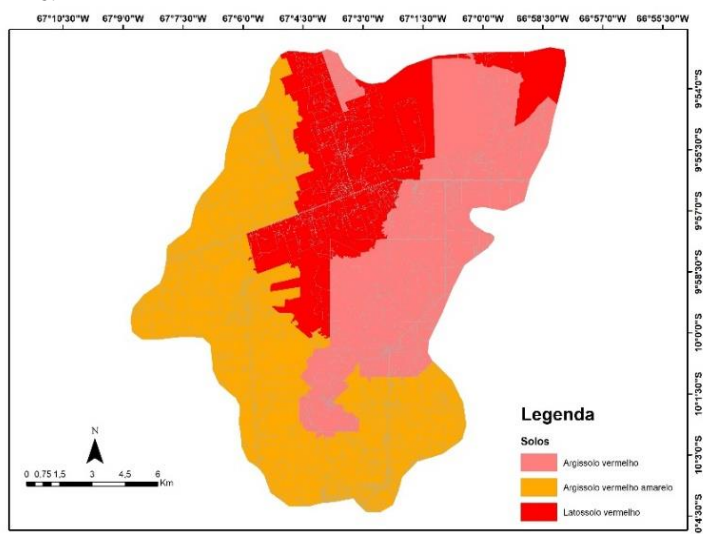 67°10'30"W 67°9'0"W 67°7'30"W 67°6'0"W 67°4'30"W 67°3'0"W 67°1'30"W 67°0'0"W 66°58'30"W 66°57'0"W 66°55'30"W
9°54'0"S
9°55'30"S
9°57'0"S
9°58'30"S
10°0'0"S
10°1'30"S
10°3'0"S
0°4'30"S
Legenda
Solos
Argissolo vermelho
Argissolo vermelho amarelo
Latossolo vermelho
N
0 0,75 1,5 3 4,5 6
Km